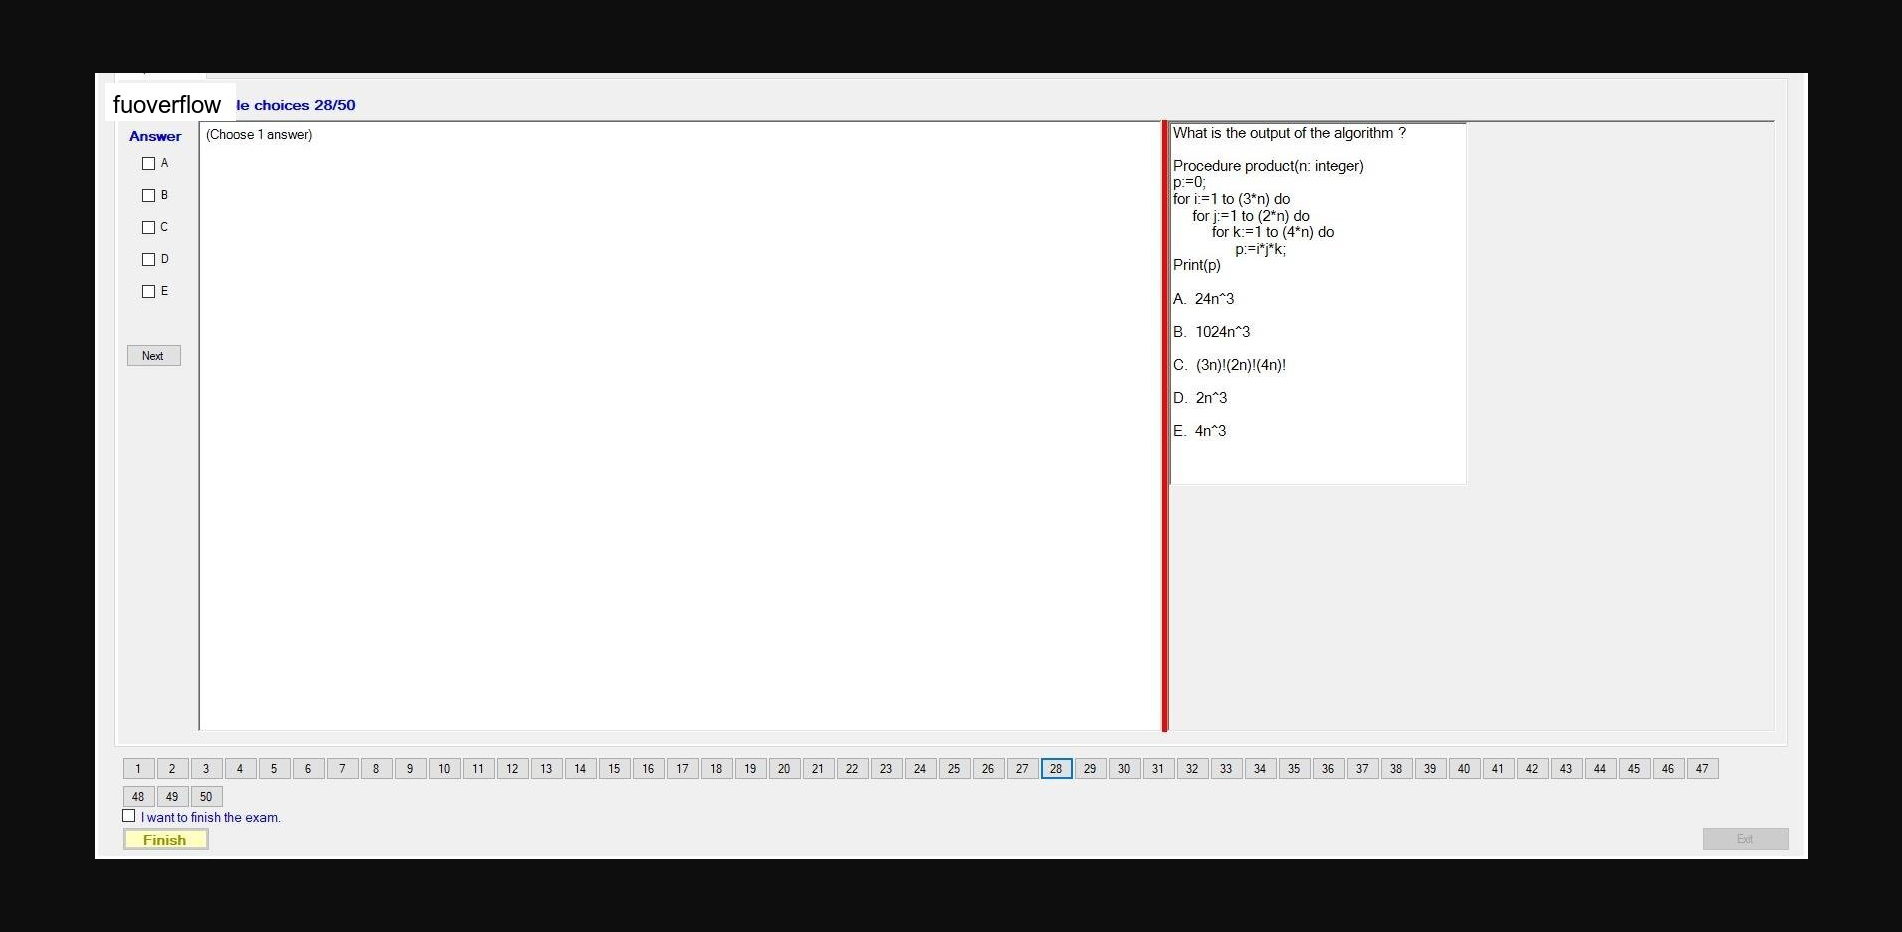 fuoverflow
le choices 28/50
Answer
(Choose 1 answer)
A
B
C
D
E
Next
What is the output of the algorithm ?
Procedure product(n: integer)
p:=0;
for i:=1 to (3*n) do
for j:=1 to (2*n) do
for k:=1 to (4*n) do
p:=i*j*k;
Print(p)
A. 24n^3
B. 1024n^3
C. (3n)!(2n)!(4n)!
D. 2n^3
E. 4n^3
1 2 3 4 5 6 7 8 9 10 11 12 13 14 15 16 17 18 19 20 21 22 23 24 25 26 27 28 29 30 31 32 33 34 35 36 37 38 39 40 41 42 43 44 45 46 47
48 49 50
I want to finish the exam.
Finish
Exit